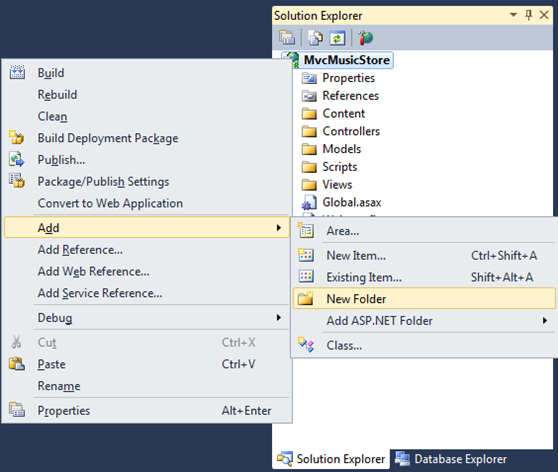 Solution Explorer
MvcMusicStore
Properties
References
Content
Controllers
Models
Scripts
Views
Global.asax
Build
Rebuild
Clean
Build Deployment Package
Publish...
Package/Publish Settings
Convert to Web Application
Add
Add Reference...
Add Web Reference...
Add Service Reference...
Debug
Cut Ctrl+X
Paste Ctrl+V
Rename
Properties Alt+Enter
Area...
New Item... Ctrl+Shift+A
Existing Item... Shift+Alt+A
New Folder
Add ASP.NET Folder
Class...
Solution Explorer Database Explorer